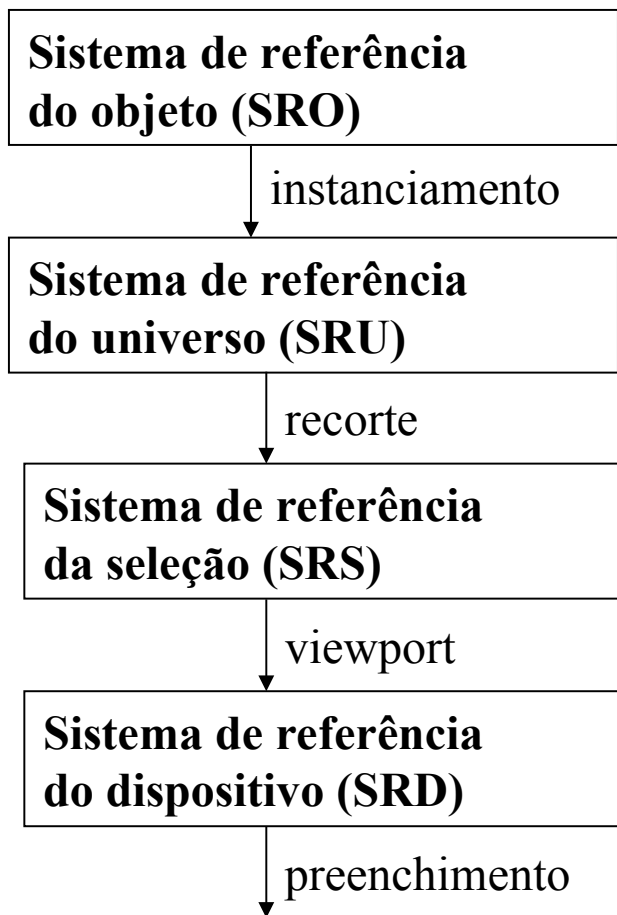 Sistema de referência
do objeto (SRO)
instanciamento
Sistema de referência
do universo (SRU)
recorte
Sistema de referência
da seleção (SRS)
viewport
Sistema de referência
do dispositivo (SRD)
preenchimento